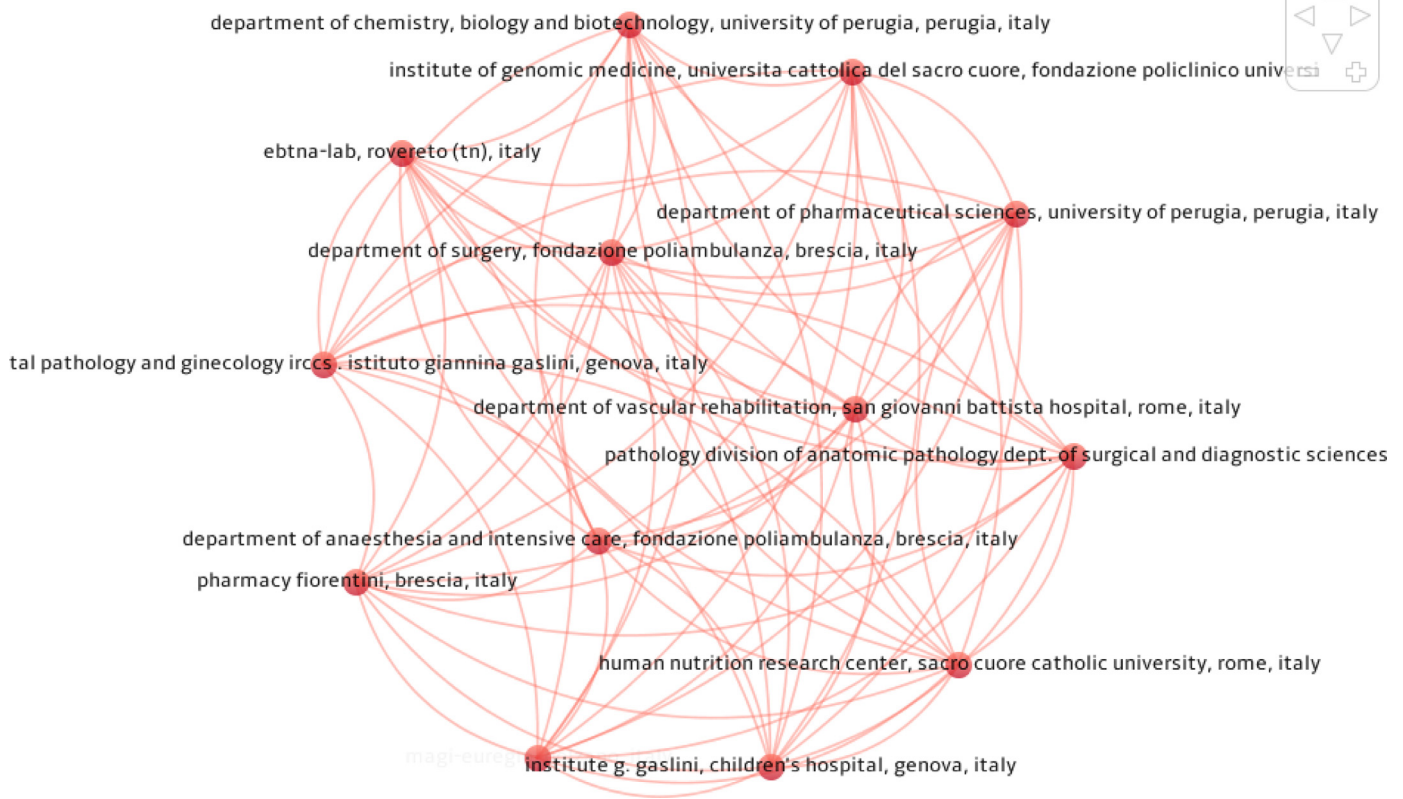 department of chemistry, biology and biotechnology, university of perugia, perugia, italy
institute of genomic medicine, universita cattolica del sacro cuore, fondazione policlinico universi
ebtna-lab, rovereto (tn), italy
department of pharmaceutical sciences, university of perugia, perugia, italy
department of surgery, fondazione poliambulanza, brescia, italy
tal pathology and ginecology irccs . istituto giannina gaslini, genova, italy
department of vascular rehabilitation, san giovanni battista hospital, rome, italy
pathology division of anatomic pathology dept. of surgical and diagnostic sciences
department of anaesthesia and intensive care, fondazione poliambulanza, brescia, italy
pharmacy fiorentini, brescia, italy
human nutrition research center, sacro cuore catholic university, rome, italy
institute g. gaslini, children's hospital, genova, italy